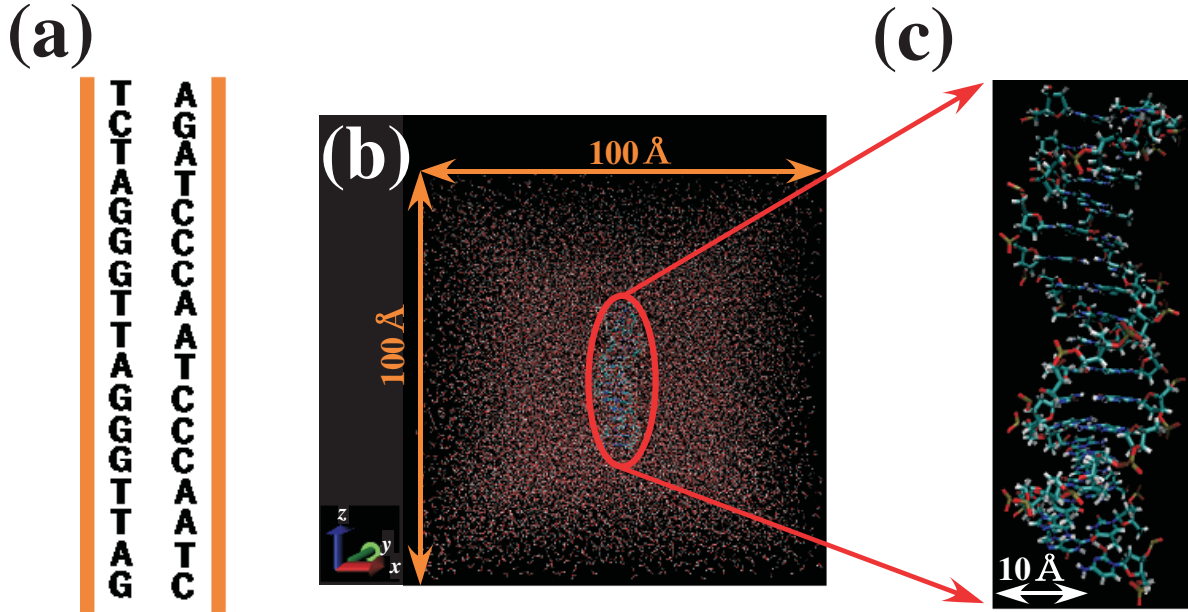 (a)
T A
C G
T A
A T
G C
G C
G C
T A
T A
A T
G C
G C
G C
T A
T A
A T
G C
(b)
100 Å
100 Å
z
y
x
(c)
10 Å